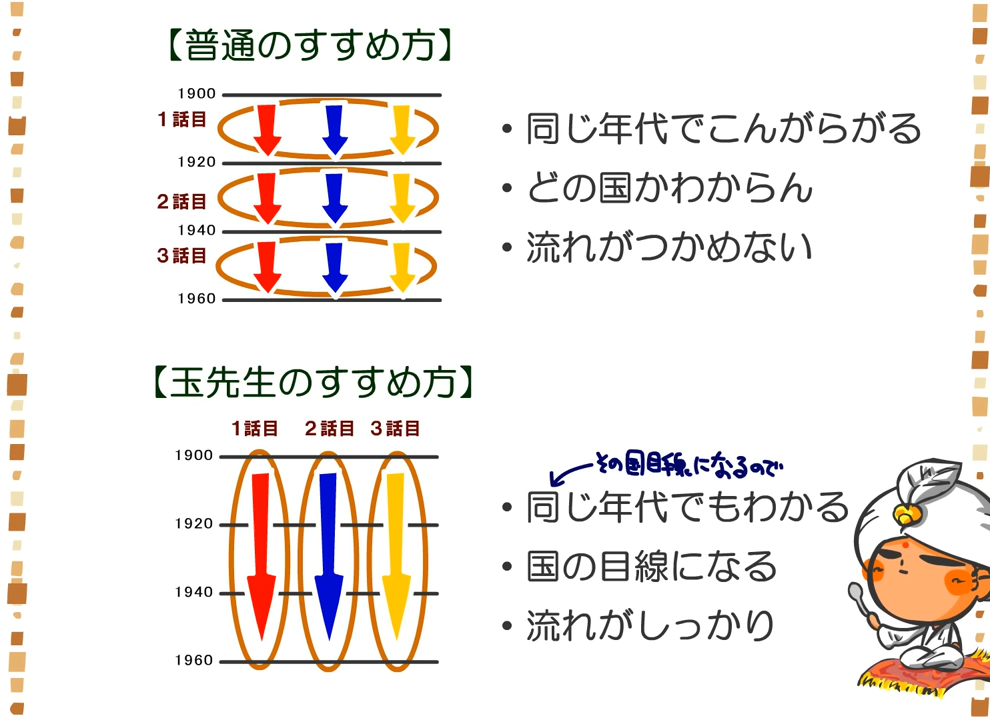 【普通のすすめ方】
1900
1話目
1920
2話目
1940
3話目
1960
・同じ年代でこんがらがる
・どの国かわからん
・流れがつかめない
【玉先生のすすめ方】
1話目 2話目 3話目
1900
1920
1940
1960
その国目線になるので
・同じ年代でもわかる
・国の目線になる
・流れがしっかり